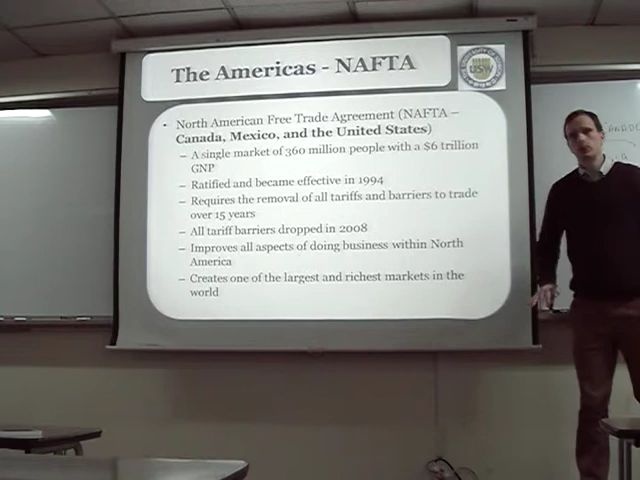 The Americas - NAFTA
• North American Free Trade Agreement (NAFTA –
Canada, Mexico, and the United States)
– A single market of 360 million people with a $6 trillion
GNP
– Ratified and became effective in 1994
– Requires the removal of all tariffs and barriers to trade
over 15 years
– All tariff barriers dropped in 2008
– Improves all aspects of doing business within North
America
– Creates one of the largest and richest markets in the
world